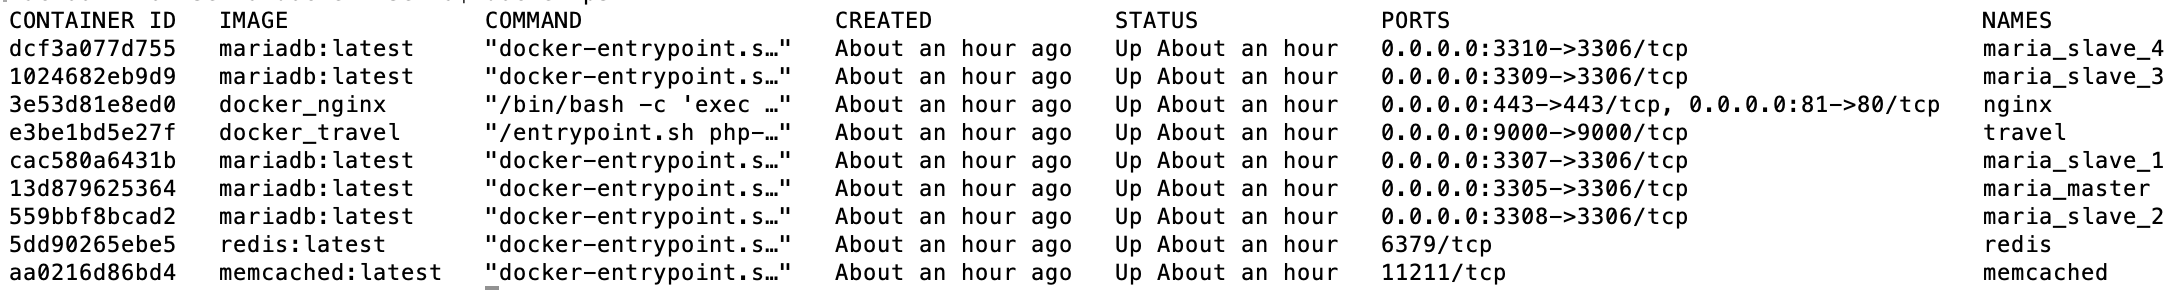 CONTAINER ID IMAGE COMMAND CREATED STATUS PORTS NAMES
dcf3a077d755 mariadb:latest "docker-entrypoint.s…" About an hour ago Up About an hour 0.0.0.0:3310->3306/tcp maria_slave_4
1024682eb9d9 mariadb:latest "docker-entrypoint.s…" About an hour ago Up About an hour 0.0.0.0:3309->3306/tcp maria_slave_3
3e53d81e8ed0 docker_nginx "/bin/bash -c 'exec …" About an hour ago Up About an hour 0.0.0.0:443->443/tcp, 0.0.0.0:81->80/tcp nginx
e3be1bd5e27f docker_travel "/entrypoint.sh php-…" About an hour ago Up About an hour 0.0.0.0:9000->9000/tcp travel
cac580a6431b mariadb:latest "docker-entrypoint.s…" About an hour ago Up About an hour 0.0.0.0:3307->3306/tcp maria_slave_1
13d879625364 mariadb:latest "docker-entrypoint.s…" About an hour ago Up About an hour 0.0.0.0:3305->3306/tcp maria_master
559bbf8bcad2 mariadb:latest "docker-entrypoint.s…" About an hour ago Up About an hour 0.0.0.0:3308->3306/tcp maria_slave_2
5dd90265ebe5 redis:latest "docker-entrypoint.s…" About an hour ago Up About an hour 6379/tcp redis
aa0216d86bd4 memcached:latest "docker-entrypoint.s…" About an hour ago Up About an hour 11211/tcp memcached